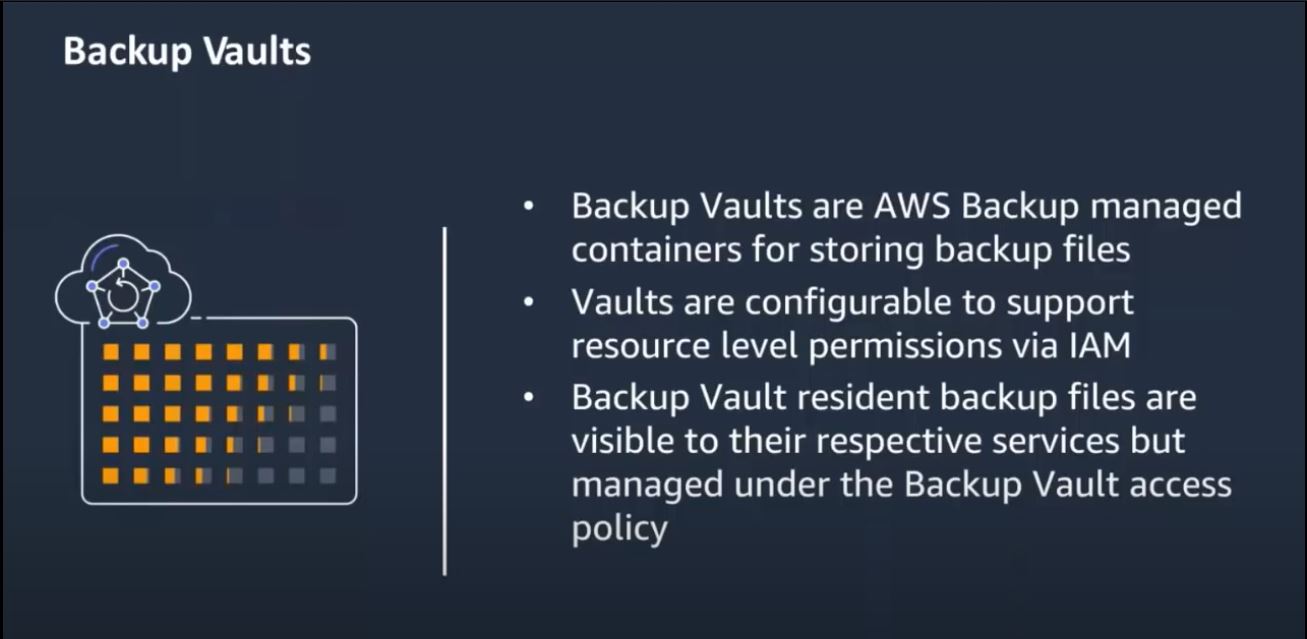 Backup Vaults
• Backup Vaults are AWS Backup managed
containers for storing backup files
• Vaults are configurable to support
resource level permissions via IAM
• Backup Vault resident backup files are
visible to their respective services but
managed under the Backup Vault access
policy